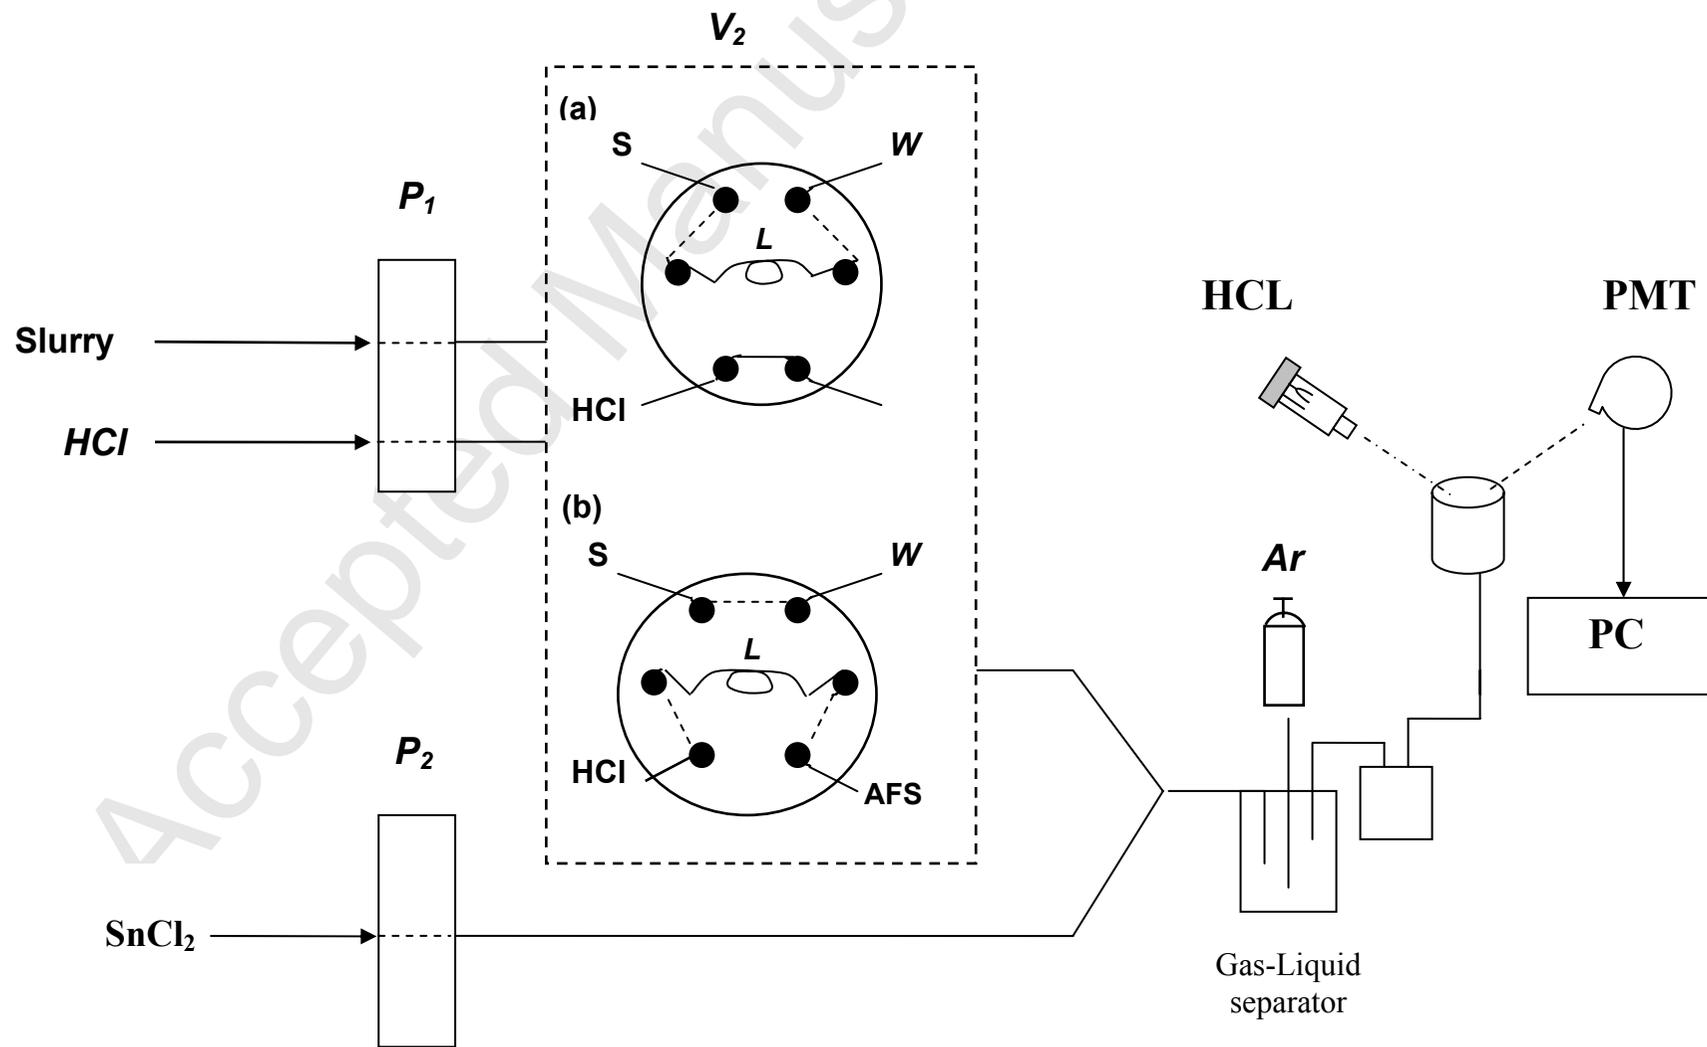 V2
(a)
S
W
P1
L
HCL
PMT
Slurry
HCl
HCl
(b)
S
W
Ar
PC
L
P2
HCl
AFS
SnCl2
Gas-Liquid
separator
Accepted Manus